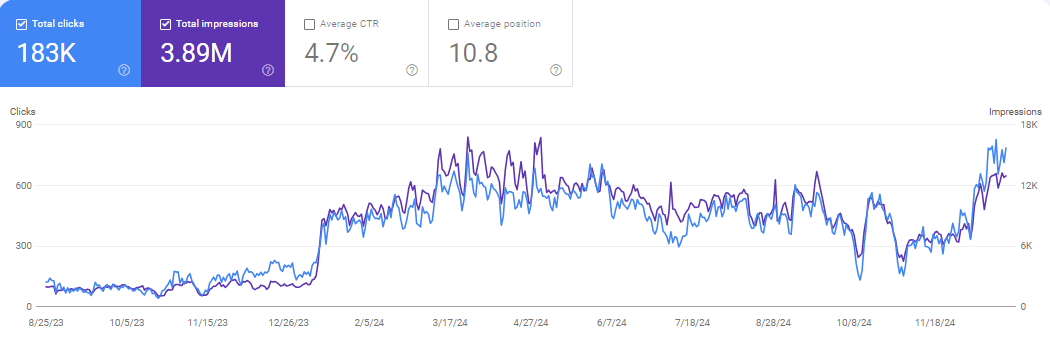 Total clicks
183K
Total impressions
3.89M
Average CTR
4.7%
Average position
10.8
Clicks
Impressions
900
600
300
0
18K
12K
6K
0
8/25/23 10/5/23 11/15/23 12/26/23 2/5/24 3/17/24 4/27/24 6/7/24 7/18/24 8/28/24 10/8/24 11/18/24